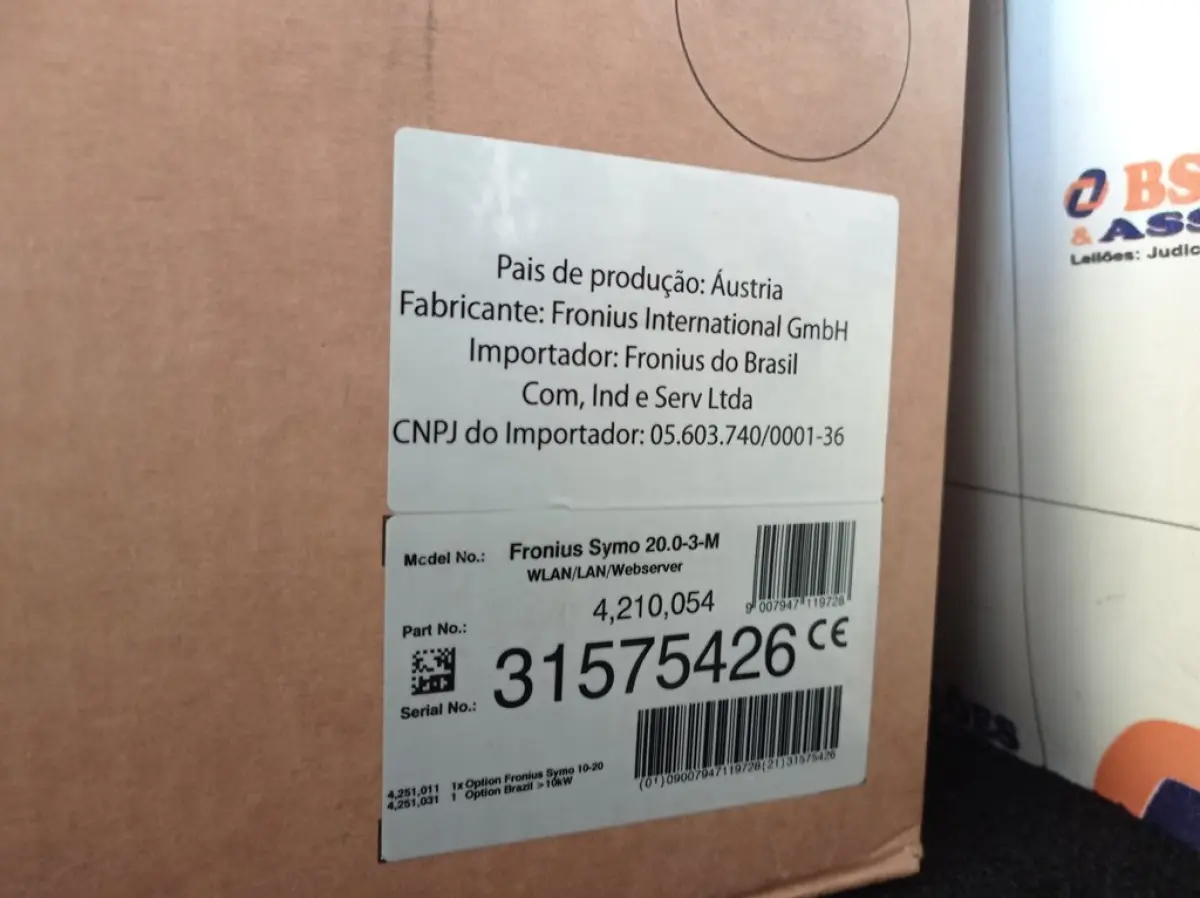 Pais de produção: Áustria
Fabricante: Fronius International GmbH
Importador: Fronius do Brasil
Com, Ind e Serv Ltda
CNPJ do Importador: 05.603.740/0001-36
Model No.: Fronius Symo 20.0-3-M
WLAN/LAN/Webserver
9 007947 119728
4,210,054
Part No.:
31575426 CE
Serial No.:
(01)09007947119728(21)31575426
4,251,011 1x Option Fronius Symo 10-20
4,251,031 1 Option Brazil >10kW
BS
& ASS
Leilões: Judic